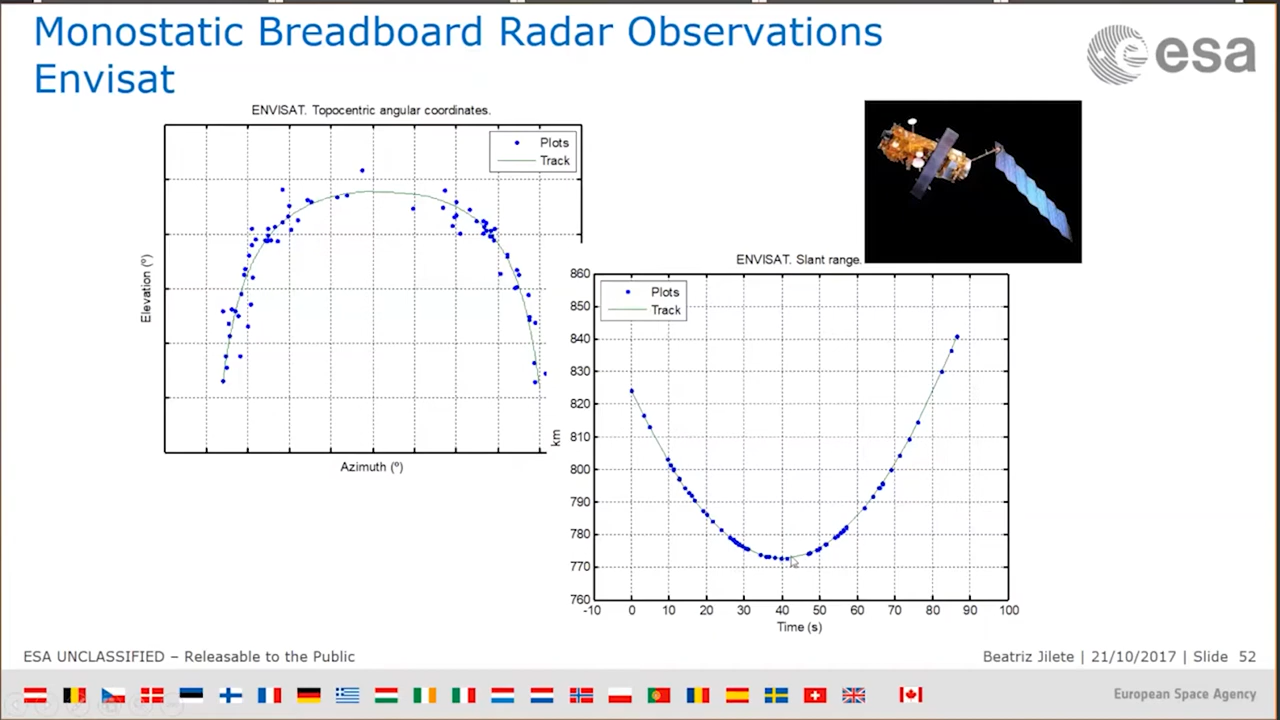 Monostatic Breadboard Radar Observations
Envisat
esa
ENVISAT. Topocentric angular coordinates.
Plots
Track
Elevation (º)
Azimuth (º)
ENVISAT. Slant range.
Plots
Track
860
850
840
830
820
810
800
790
780
770
760
km
-10 0 10 20 30 40 50 60 70 80 90 100
Time (s)
ESA UNCLASSIFIED – Releasable to the Public
Beatriz Jilete | 21/10/2017 | Slide 52
European Space Agency